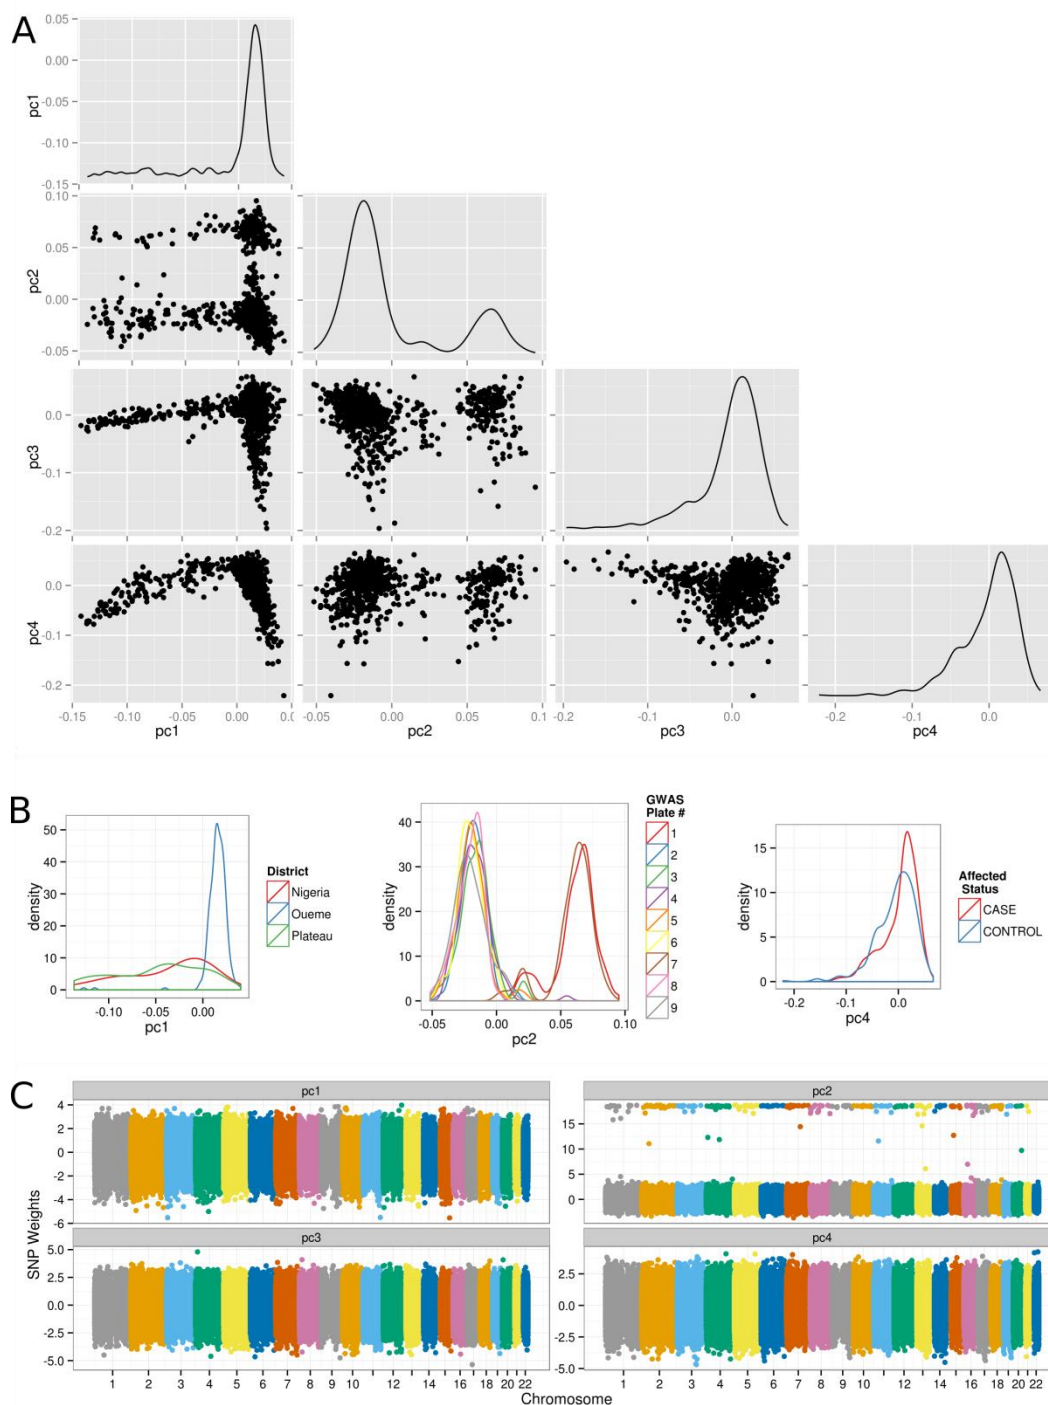 A
0.05
0.00
-0.05
-0.10
-0.15
pc1
0.10
0.05
0.00
-0.05
pc2
0.0
-0.1
-0.2
pc3
0.0
-0.1
-0.2
pc4
-0.15 -0.10 -0.05 0.00
-0.05 0.00 0.05 0.1
-0.2 -0.1 0.0
-0.2 -0.1 0.0
pc1 pc2 pc3 pc4
B
50
40
30
20
10
0
density
-0.10 -0.05 0.00
pc1
District
Nigeria
Oueme
Plateau
40
30
20
10
0
density
-0.05 0.00 0.05 0.10
pc2
GWAS
Plate #
1
2
3
4
5
6
7
8
9
15
10
5
0
density
-0.2 -0.1 0.0
pc4
Affected
Status
CASE
CONTROL
C
pc1 pc2
4
2
0
-2
-4
-6
15
10
5
0
SNP Weights
pc3 pc4
5.0
2.5
0.0
-2.5
-5.0
2.5
0.0
-2.5
-5.0
1 2 3 4 5 6 7 8 9 10 12 14 16 18 20 22
1 2 3 4 5 6 7 8 9 10 12 14 16 18 20 22
Chromosome